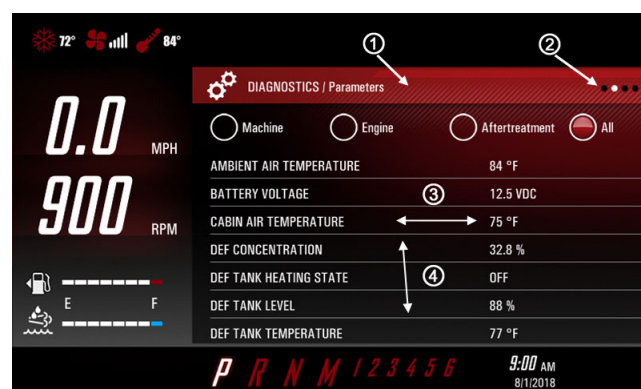 72° 84°
1 2
DIAGNOSTICS / Parameters
Machine Engine Aftertreatment All
0.0 MPH
AMBIENT AIR TEMPERATURE 84 °F
BATTERY VOLTAGE 12.5 VDC
3
900 RPM
CABIN AIR TEMPERATURE 75 °F
DEF CONCENTRATION 32.8 %
DEF TANK HEATING STATE OFF
4
E F
DEF TANK LEVEL 88 %
DEF TANK TEMPERATURE 77 °F
P R N M 1 2 3 4 5 6
9:00 AM
8/1/2018